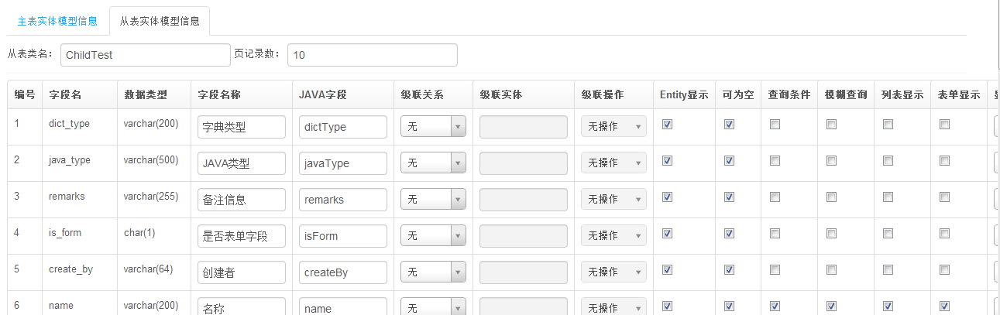 主表实体模型信息 从表实体模型信息
从表类名： ChildTest 页记录数： 10
编号 字段名 数据类型 字段名称 JAVA字段 级联关系 级联实体 级联操作 Entity显示 可为空 查询条件 模糊查询 列表显示 表单显示
1 dict_type varchar(200) 字典类型 dictType 无 无操作
2 java_type varchar(500) JAVA类型 javaType 无 无操作
3 remarks varchar(255) 备注信息 remarks 无 无操作
4 is_form char(1) 是否表单字段 isForm 无 无操作
5 create_by varchar(64) 创建者 createBy 无 无操作
6 name varchar(200) 名称 name 无 无操作